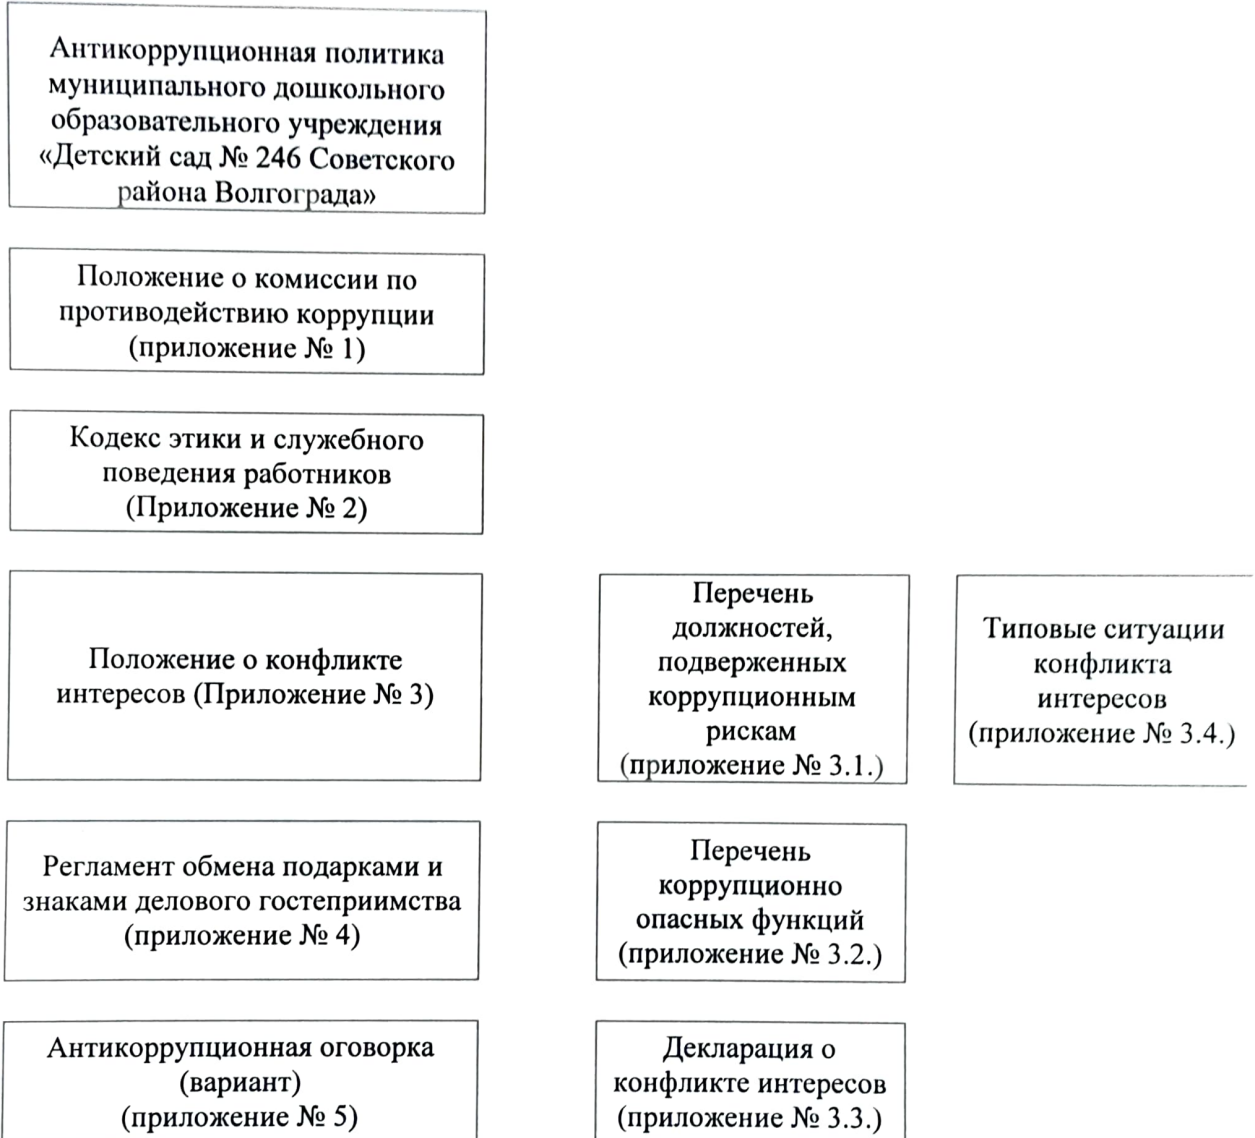 Антикоррупционная политика
муниципального дошкольного
образовательного учреждения
«Детский сад № 246 Советского
района Волгограда»
Положение о комиссии по
противодействию коррупции
(приложение № 1)
Кодекс этики и служебного
поведения работников
(Приложение № 2)
Положение о конфликте
интересов (Приложение № 3)
Перечень
должностей,
подверженных
коррупционным
рискам
(приложение № 3.1.)
Типовые ситуации
конфликта
интересов
(приложение № 3.4.)
Регламент обмена подарками и
знаками делового гостеприимства
(приложение № 4)
Перечень
коррупционно
опасных функций
(приложение № 3.2.)
Антикоррупционная оговорка
(вариант)
(приложение № 5)
Декларация о
конфликте интересов
(приложение № 3.3.)